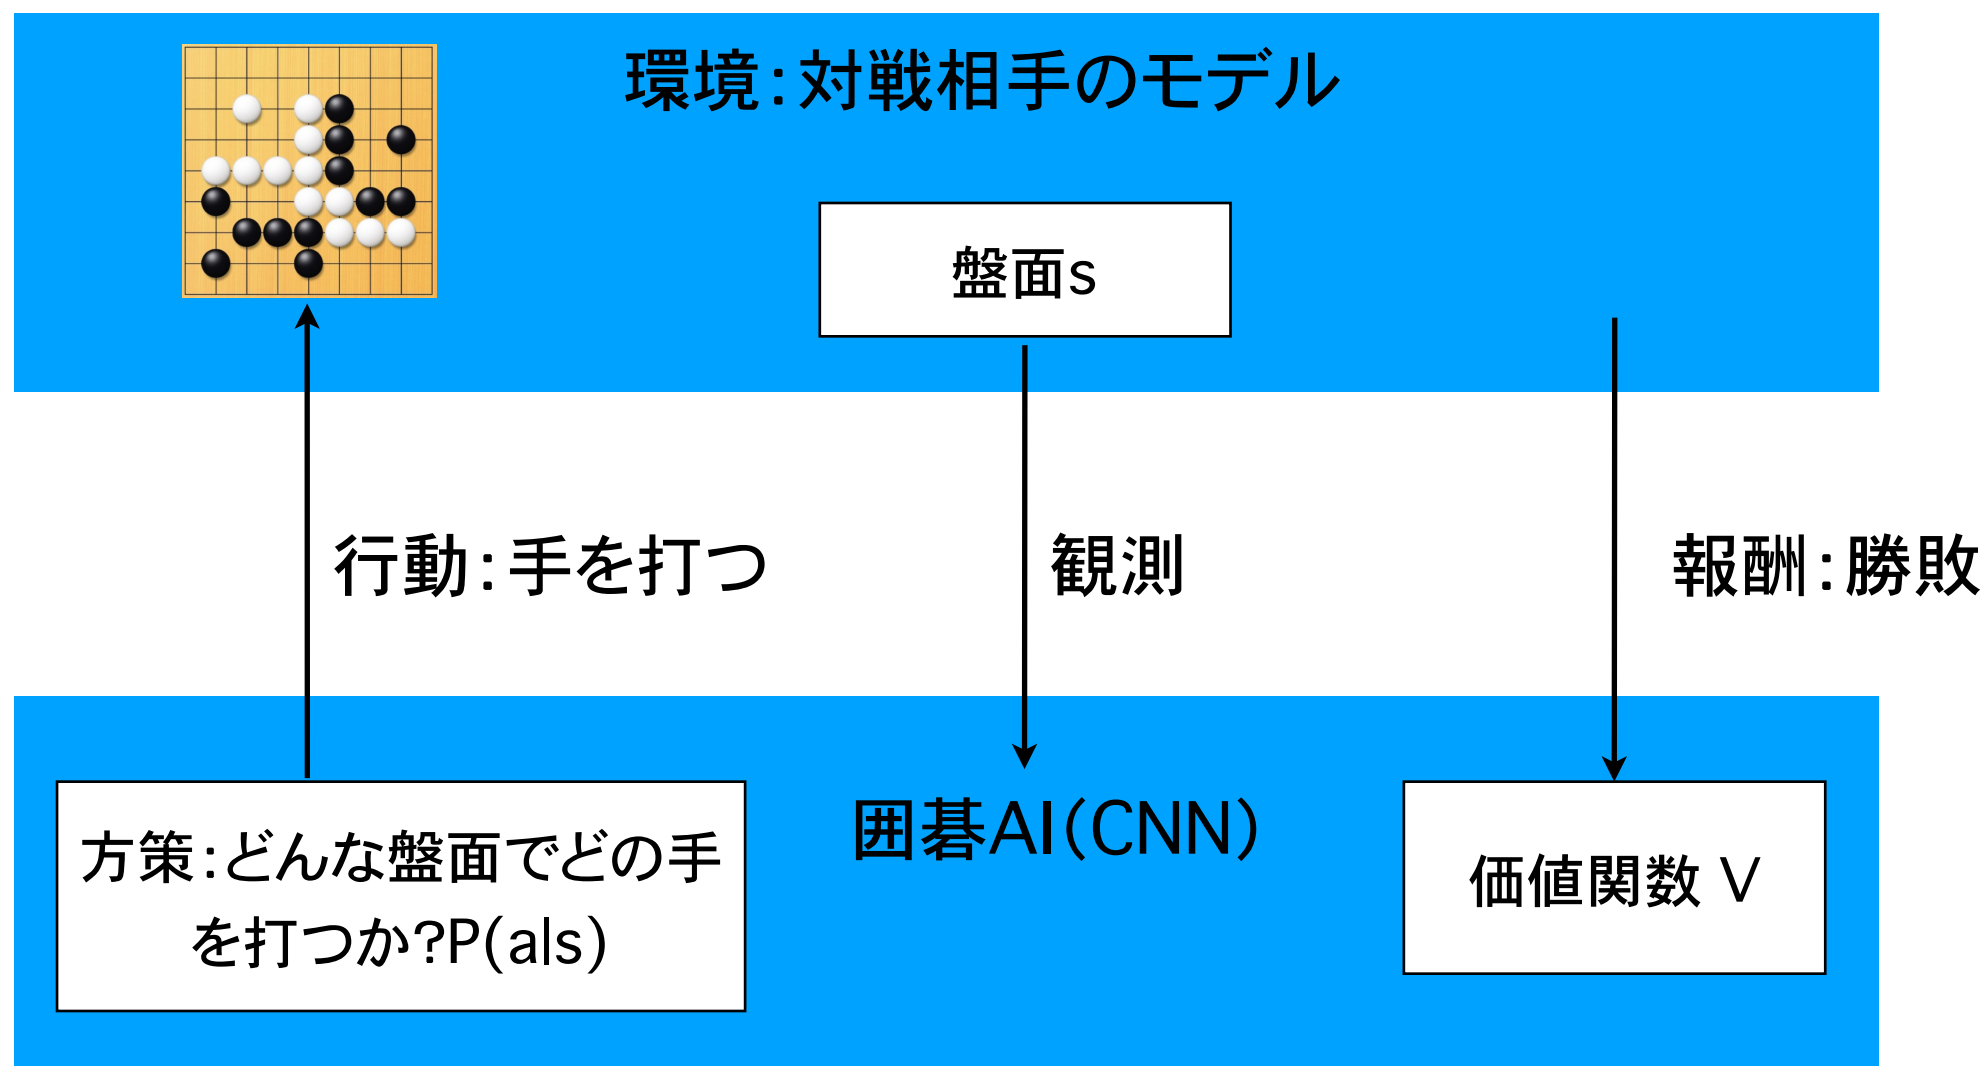 環境:対戦相手のモデル
盤面s
行動:手を打つ
観測
報酬:勝敗
方策:どんな盤面でどの手
を打つか?P(als)
囲碁AI(CNN)
価値関数 V